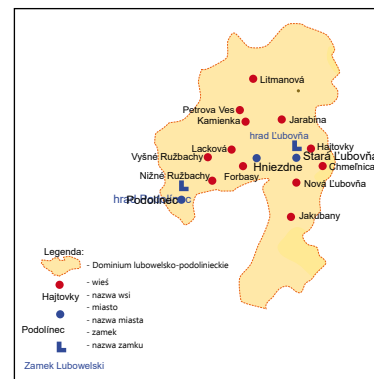 Litmanová
Petrova Ves
Kamienka
Jarabina
hrad Ľubovňa
Hajtovky
Lacková
Vyšné Ružbachy
Hniezdne
Stará Ľubovňa
Forbasy
Chmeľnica
Nižné Ružbachy
Nová Ľubovňa
hrad Podolínec
Podolínec
Jakubany
Legenda:
- Dominium lubowelsko-podolinieckie
- wieś
Hajtovky - nazwa wsi
- miasto
Podolínec - nazwa miasta
- zamek
- nazwa zamku
Zamek Lubowelski